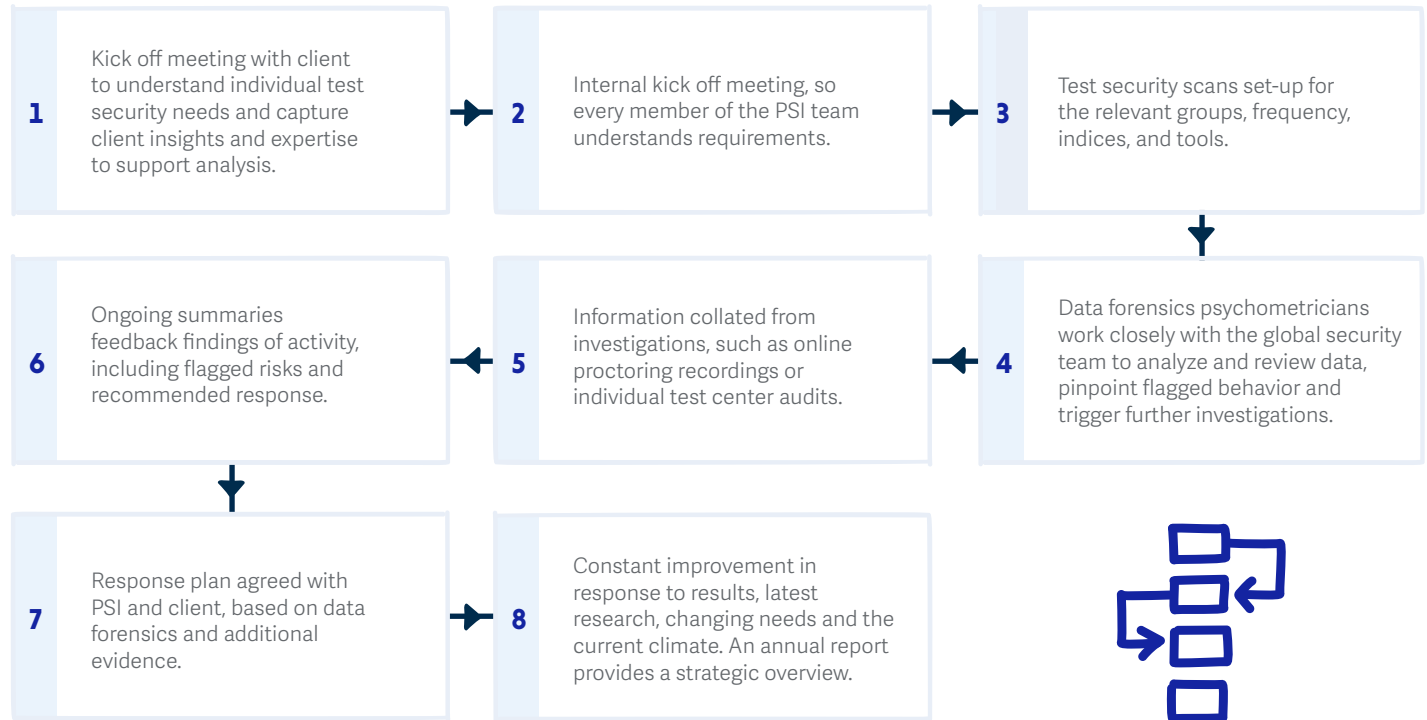 1
Kick off meeting with client
to understand individual test
security needs and capture
client insights and expertise
to support analysis.
2
Internal kick off meeting, so
every member of the PSI team
understands requirements.
3
Test security scans set-up for
the relevant groups, frequency,
indices, and tools.
4
Data forensics psychometricians
work closely with the global security
team to analyze and review data,
pinpoint flagged behavior and
trigger further investigations.
5
Information collated from
investigations, such as online
proctoring recordings or
individual test center audits.
6
Ongoing summaries
feedback findings of activity,
including flagged risks and
recommended response.
7
Response plan agreed with
PSI and client, based on data
forensics and additional
evidence.
8
Constant improvement in
response to results, latest
research, changing needs and the
current climate. An annual report
provides a strategic overview.